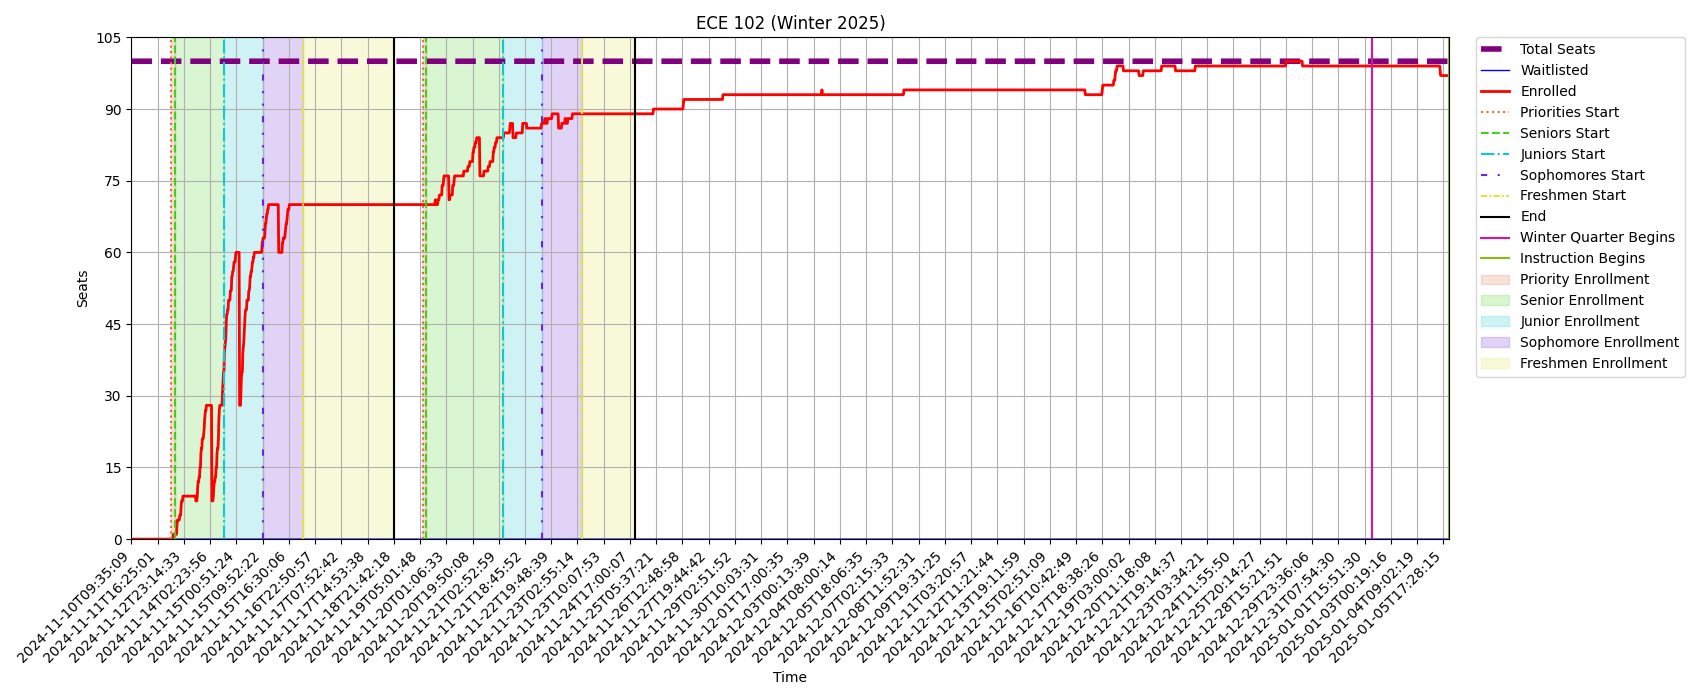 ECE 102 (Winter 2025)
105
90
75
60
45
30
15
0
Seats
2024-11-10T09:35:09
2024-11-11T16:25:01
2024-11-12T23:14:33
2024-11-14T02:23:56
2024-11-15T00:51:24
2024-11-15T09:52:22
2024-11-15T16:30:06
2024-11-16T22:50:57
2024-11-17T07:52:42
2024-11-17T14:53:38
2024-11-18T21:42:18
2024-11-19T05:01:48
2024-11-20T01:06:33
2024-11-20T19:50:08
2024-11-21T02:52:59
2024-11-21T18:45:52
2024-11-22T19:48:39
2024-11-23T02:55:14
2024-11-23T10:07:53
2024-11-24T17:00:07
2024-11-25T05:37:21
2024-11-26T12:48:58
2024-11-27T19:44:42
2024-11-29T02:51:52
2024-11-30T10:03:31
2024-12-01T17:00:35
2024-12-03T00:13:39
2024-12-04T08:00:14
2024-12-05T18:06:35
2024-12-07T02:15:33
2024-12-08T11:52:31
2024-12-09T19:31:25
2024-12-11T03:20:57
2024-12-12T11:21:44
2024-12-13T19:11:59
2024-12-15T02:51:09
2024-12-16T10:42:49
2024-12-17T18:38:26
2024-12-19T03:00:02
2024-12-20T11:18:08
2024-12-21T19:14:37
2024-12-23T03:34:21
2024-12-24T11:55:50
2024-12-25T20:14:27
2024-12-28T15:21:51
2024-12-29T23:36:06
2024-12-31T07:54:30
2025-01-01T15:51:30
2025-01-03T00:19:16
2025-01-04T09:02:19
2025-01-05T17:28:15
Time
Total Seats
Waitlisted
Enrolled
Priorities Start
Seniors Start
Juniors Start
Sophomores Start
Freshmen Start
End
Winter Quarter Begins
Instruction Begins
Priority Enrollment
Senior Enrollment
Junior Enrollment
Sophomore Enrollment
Freshmen Enrollment